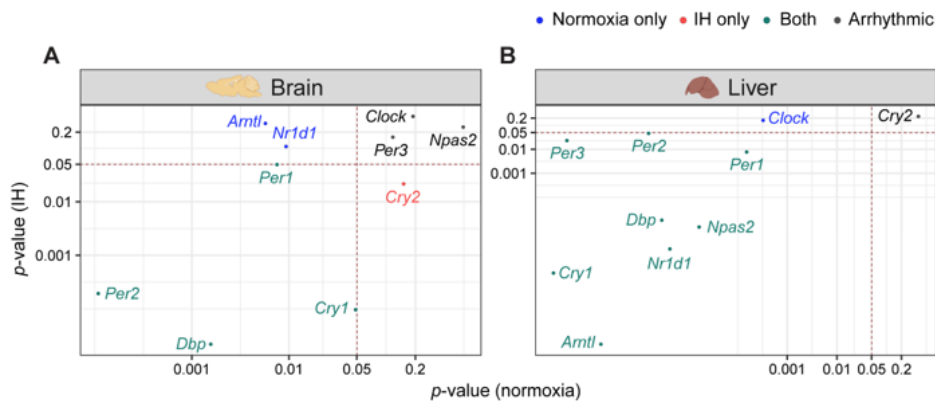 Normoxia only IH only Both Arrhythmic
A B
Brain Liver
p-value (IH)
0.2
0.05
0.01
0.001
Arntl
Nr1d1
Clock
Per3
Npas2
Per1
Cry2
Per2
Cry1
Dbp
0.001 0.01 0.05 0.2
0.2
0.05
0.01
0.001
Clock
Cry2
Per3
Per2
Per1
Dbp
Npas2
Nr1d1
Cry1
Arntl
0.001 0.01 0.05 0.2
p-value (normoxia)